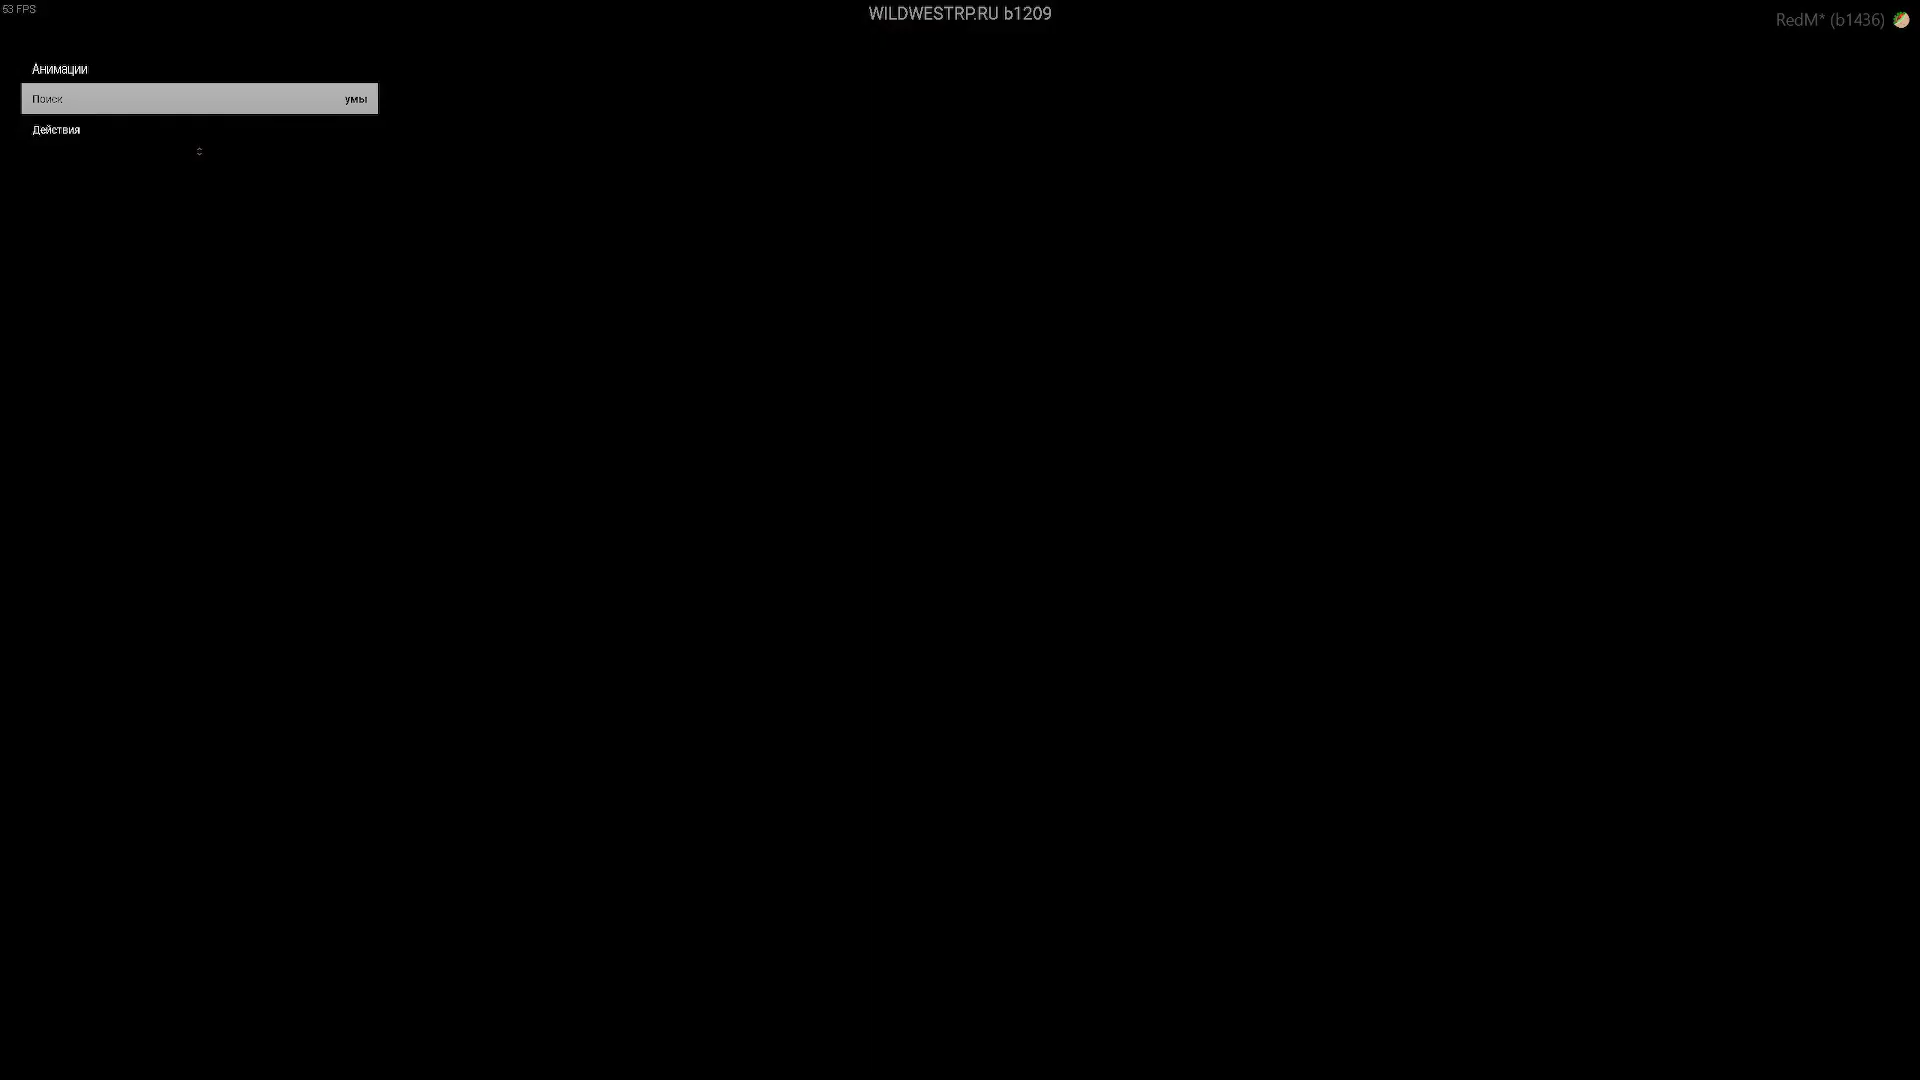 53 FPS
WILDWESTRP.RU b1209
RedM* (b1436)
Анимации
Поиск умы
Действия